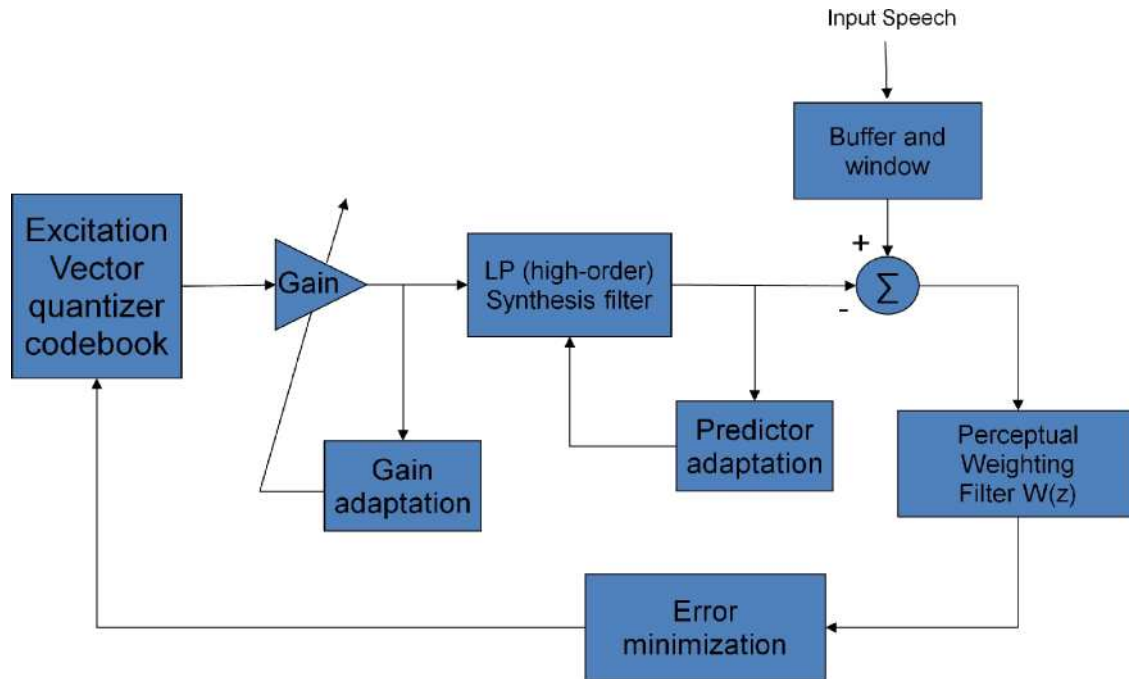 Input Speech
Buffer and
window
Excitation
Vector
quantizer
codebook
Gain
LP (high-order)
Synthesis filter
+
Σ
-
Gain
adaptation
Predictor
adaptation
Perceptual
Weighting
Filter W(z)
Error
minimization